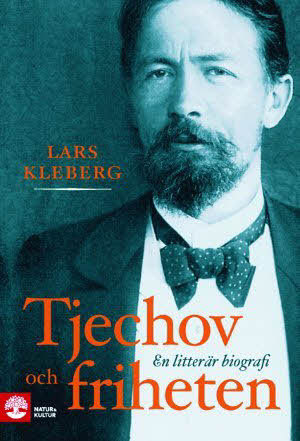 LARS
KLEBERG
Tjechov
En litterär biografi
och friheten
NATUR &
KULTUR